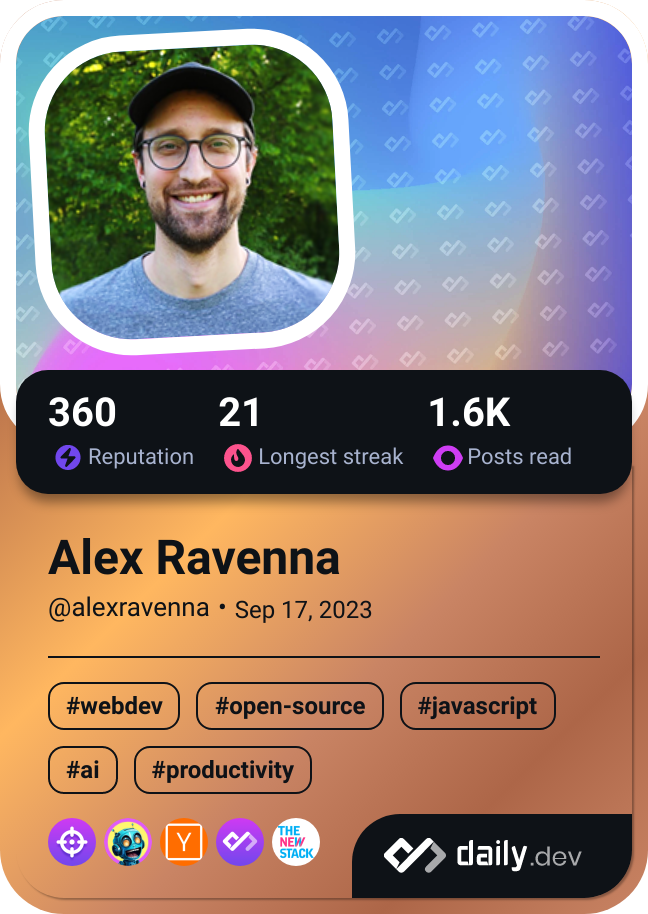 360 21 1.6K
Reputation Longest streak Posts read
Alex Ravenna
@alexravenna • Sep 17, 2023
#webdev #open-source #javascript
#ai #productivity
Y
THE
NEW
STACK
daily.dev